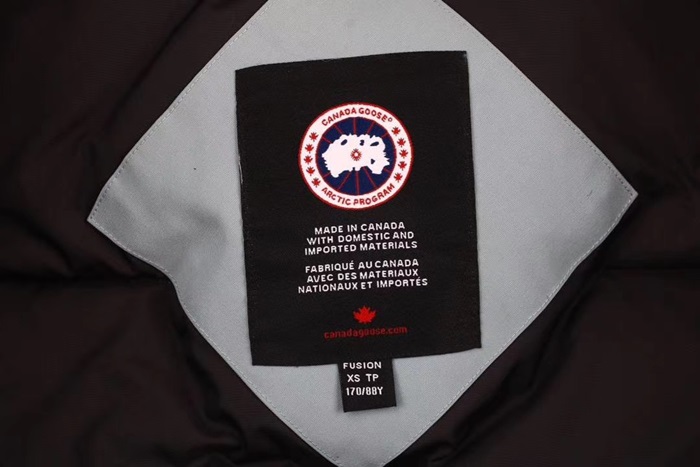 CANADA GOOSE®
ARCTIC PROGRAM
MADE IN CANADA
WITH DOMESTIC AND
IMPORTED MATERIALS
FABRIQUÉ AU CANADA
AVEC DES MATERIAUX
NATIONAUX ET IMPORTÉS
canadagoose.com
FUSION
XS TP
170/88Y